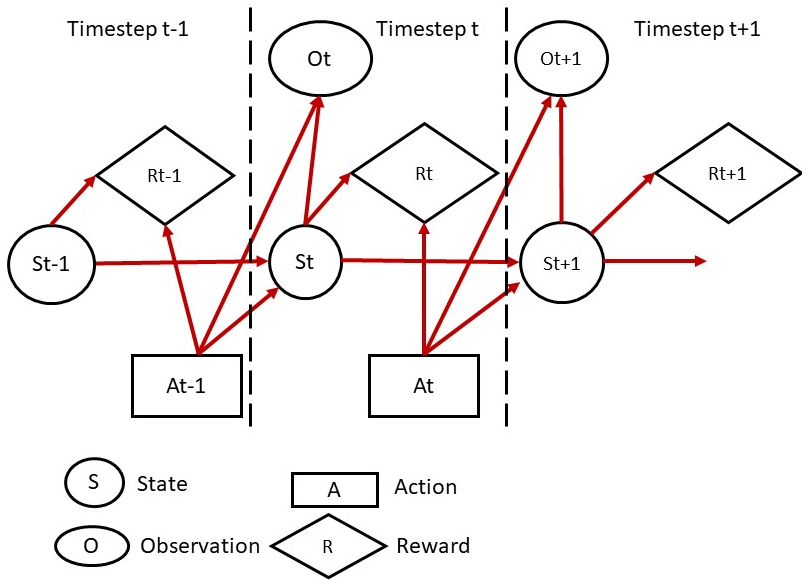 Timestep t-1
Timestep t
Timestep t+1
Ot
Ot+1
Rt-1
Rt
Rt+1
St-1
St
St+1
At-1
At
S
State
A
Action
O
Observation
R
Reward